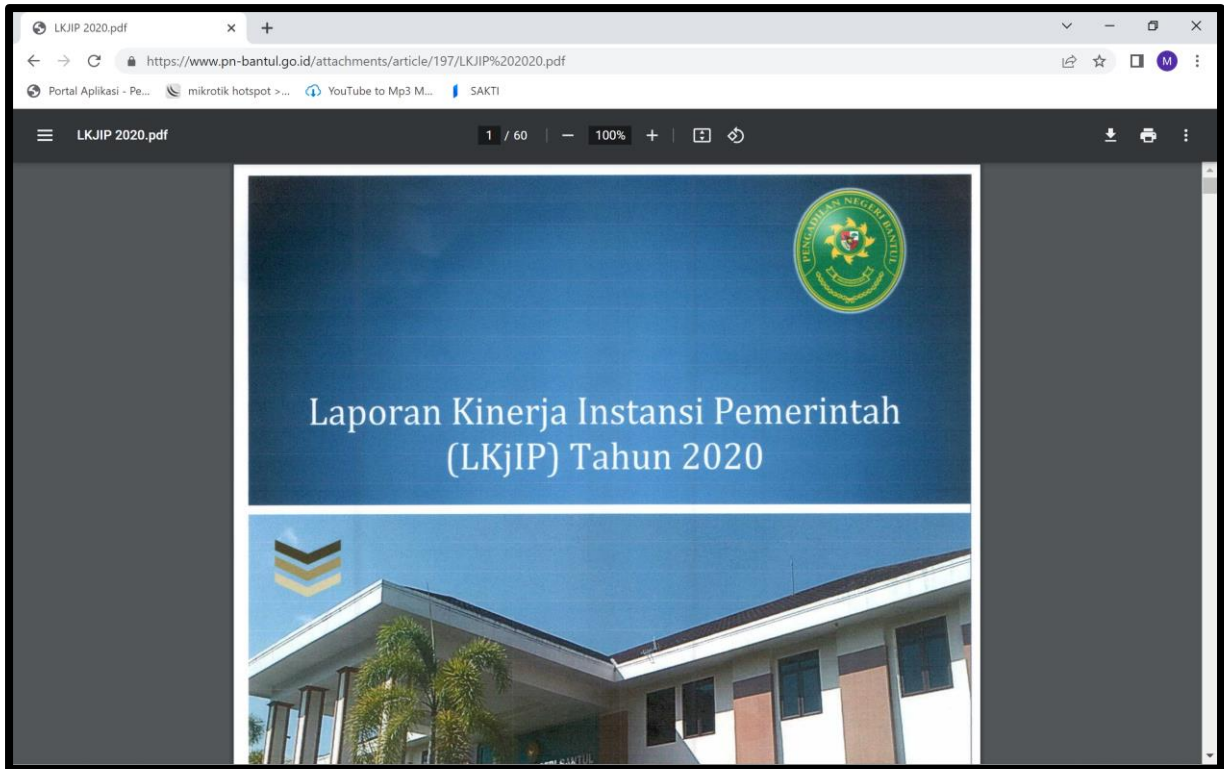 LKJIP 2020.pdf
https://www.pn-bantul.go.id/attachments/article/197/LKJIP%202020.pdf
M
Portal Aplikasi - Pe...
mikrotik hotspot >...
YouTube to Mp3 M...
SAKTI
LKJIP 2020.pdf
1 / 60
100%
PENGADILAN NEGERI BANTUL
Laporan Kinerja Instansi Pemerintah
(LKjIP) Tahun 2020